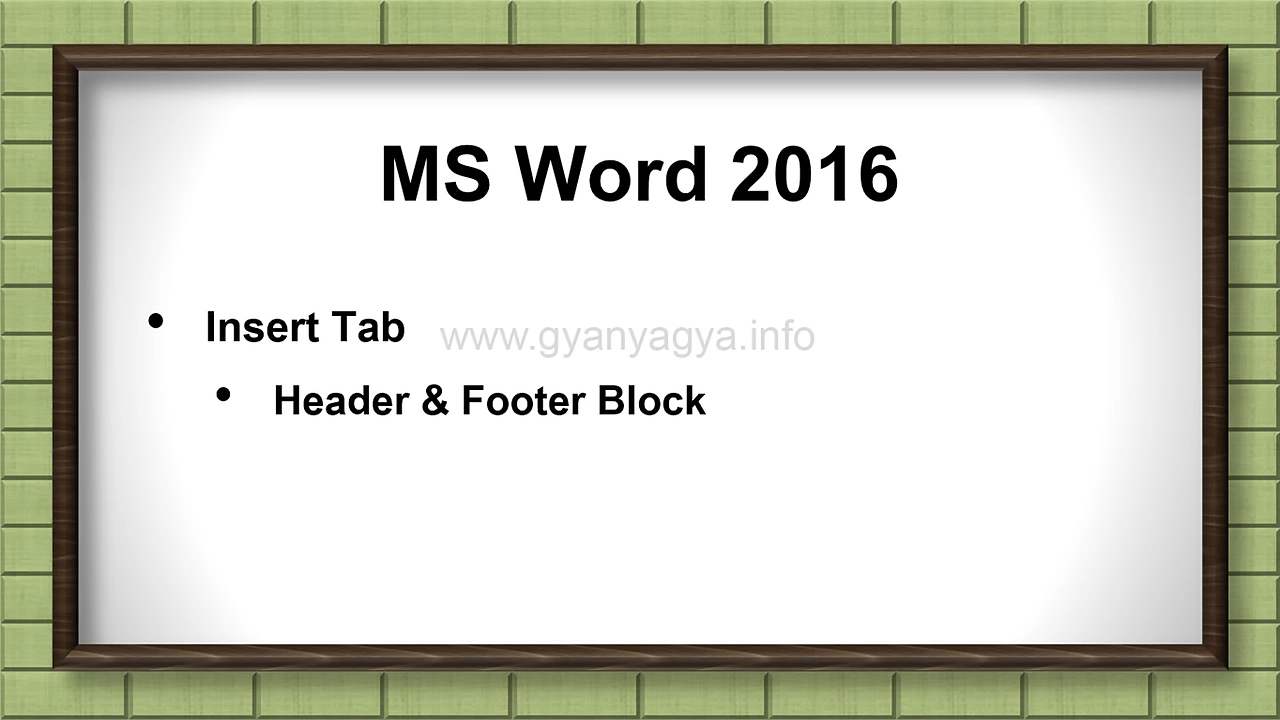 MS Word 2016
• Insert Tab
www.gyanyagya.info
• Header & Footer Block